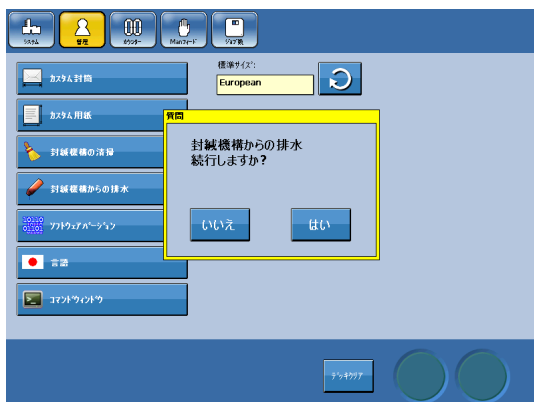 システム
管理
カウンター
Manフィード
ジョブ後
標準サイズ:
European
カスタム封筒
カスタム用紙
封緘機構の清掃
封緘機構からの排水
ソフトウェアバージョン
言語
コマンドウィンドウ
質問
封緘機構からの排水
続行しますか?
いいえ
はい
デッキクリア